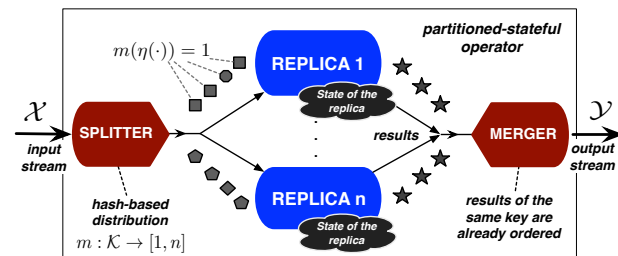 partitioned-stateful
operator
m(η(·)) = 1
REPLICA 1
State of the
replica
𝒳
SPLITTER
input
stream
results
MERGER
𝒴
output
stream
hash-based
distribution
m : 𝒦 → [1, n]
REPLICA n
State of the
replica
results of the
same key are
already ordered